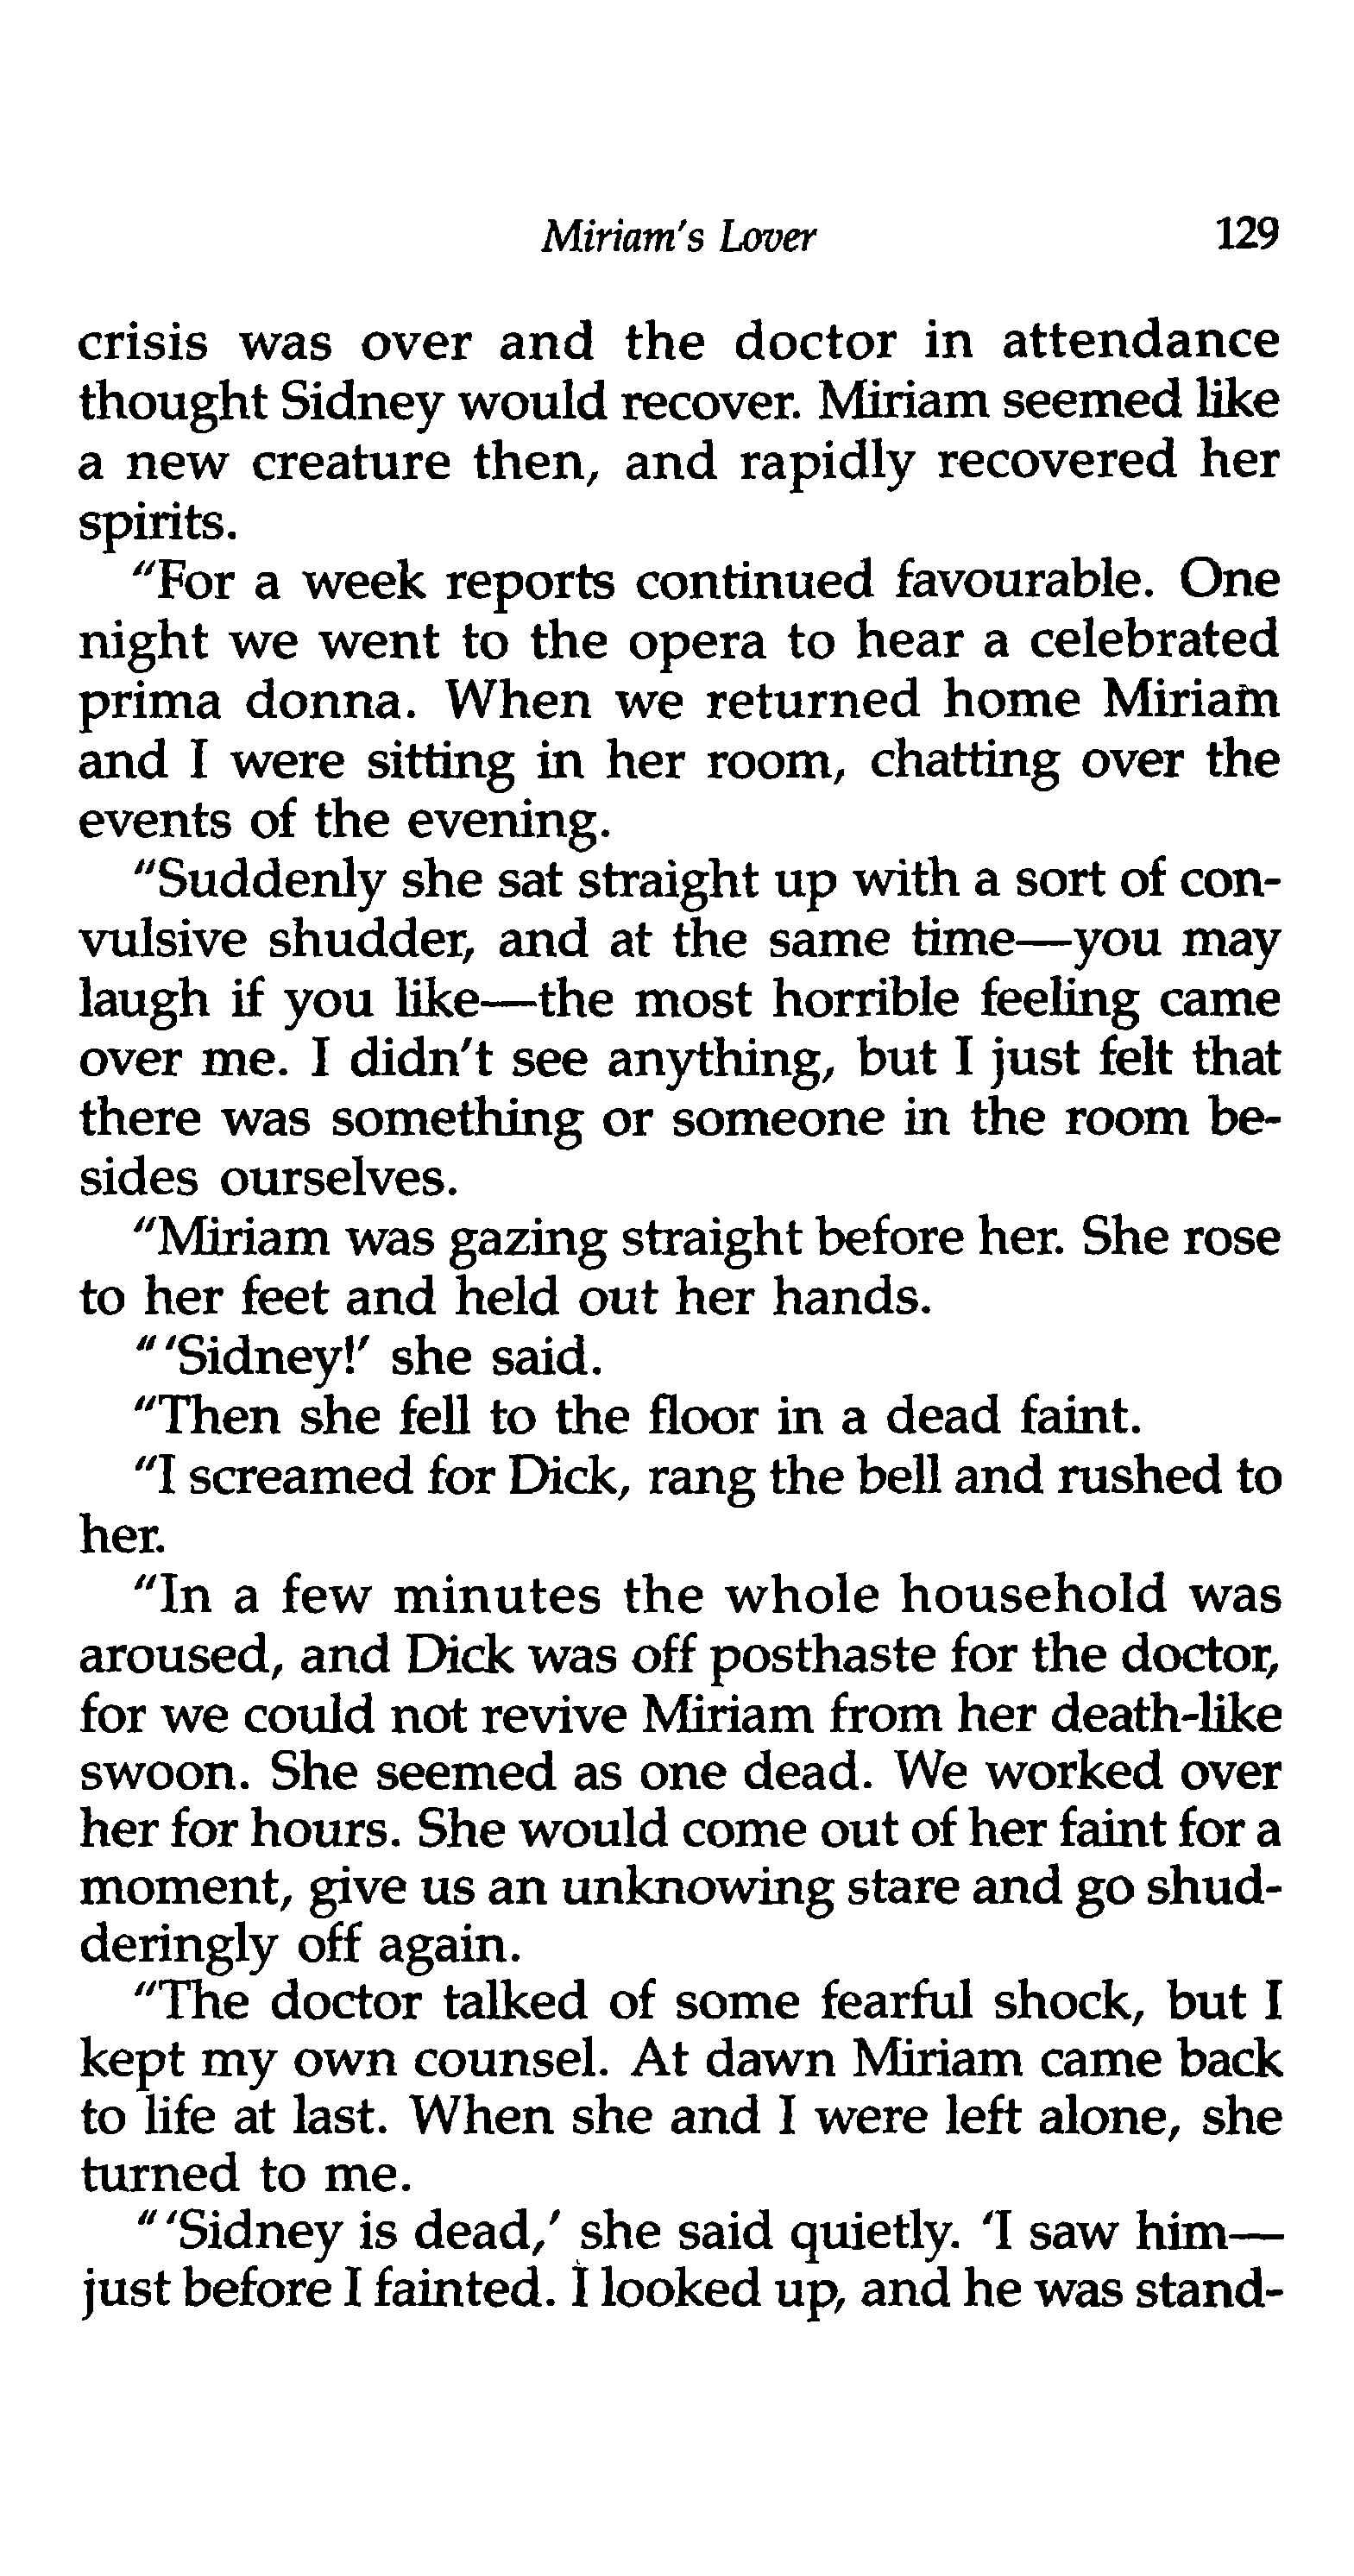 Miriam's Lover 129
crisis was over and the doctor in attendance
thought Sidney would recover. Miriam seemed like
a new creature then, and rapidly recovered her
spirits.
"For a week reports continued favourable. One
night we went to the opera to hear a celebrated
prima donna. When we returned home Miriam
and I were sitting in her room, chatting over the
events of the evening.
"Suddenly she sat straight up with a sort of con-
vulsive shudder, and at the same time—you may
laugh if you like—the most horrible feeling came
over me. I didn't see anything, but I just felt that
there was something or someone in the room be-
sides ourselves.
"Miriam was gazing straight before her. She rose
to her feet and held out her hands.
"'Sidney!' she said.
"Then she fell to the floor in a dead faint.
"I screamed for Dick, rang the bell and rushed to
her.
"In a few minutes the whole household was
aroused, and Dick was off posthaste for the doctor,
for we could not revive Miriam from her death-like
swoon. She seemed as one dead. We worked over
her for hours. She would come out of her faint for a
moment, give us an unknowing stare and go shud-
deringly off again.
"The doctor talked of some fearful shock, but I
kept my own counsel. At dawn Miriam came back
to life at last. When she and I were left alone, she
turned to me.
"'Sidney is dead,' she said quietly. 'I saw him—
just before I fainted. I looked up, and he was stand-